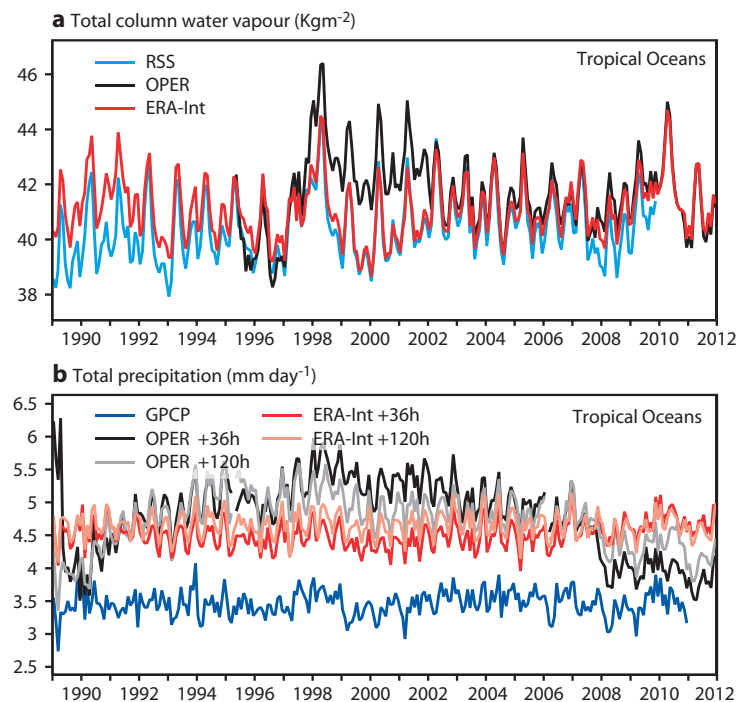 a Total column water vapour (Kgm-2)
Tropical Oceans
RSS
OPER
ERA-Int
46
44
42
40
38
1990 1992 1994 1996 1998 2000 2002 2004 2006 2008 2010 2012
b Total precipitation (mm day-1)
6.5
GPCP ERA-Int +36h Tropical Oceans
OPER +36h ERA-Int +120h
OPER +120h
6
5.5
5
4.5
4
3.5
3
2.5
1990 1992 1994 1996 1998 2000 2002 2004 2006 2008 2010 2012